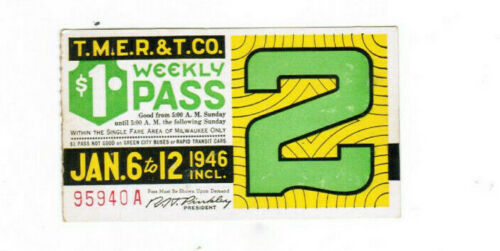 T.M.E.R. & T. CO.
$1 WEEKLY
PASS
Good from 5:00 A. M. Sunday
until 5:00 A. M. the following Sunday
WITHIN THE SINGLE FARE AREA OF MILWAUKEE ONLY
$1 PASS NOT GOOD ON GREEN CITY BUSES OR RAPID TRANSIT CARS
JAN. 6 to 12 1946
INCL.
95940 A
Pass Must Be Shown Upon Demand
PRESIDENT
2